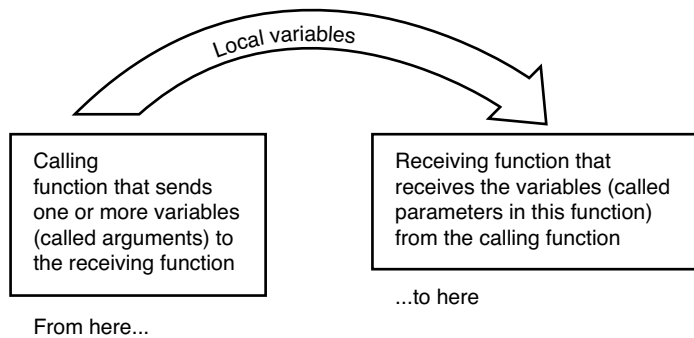 Local variables
Calling
function that sends
one or more variables
(called arguments) to
the receiving function
From here...
Receiving function that
receives the variables (called
parameters in this function)
from the calling function
...to here